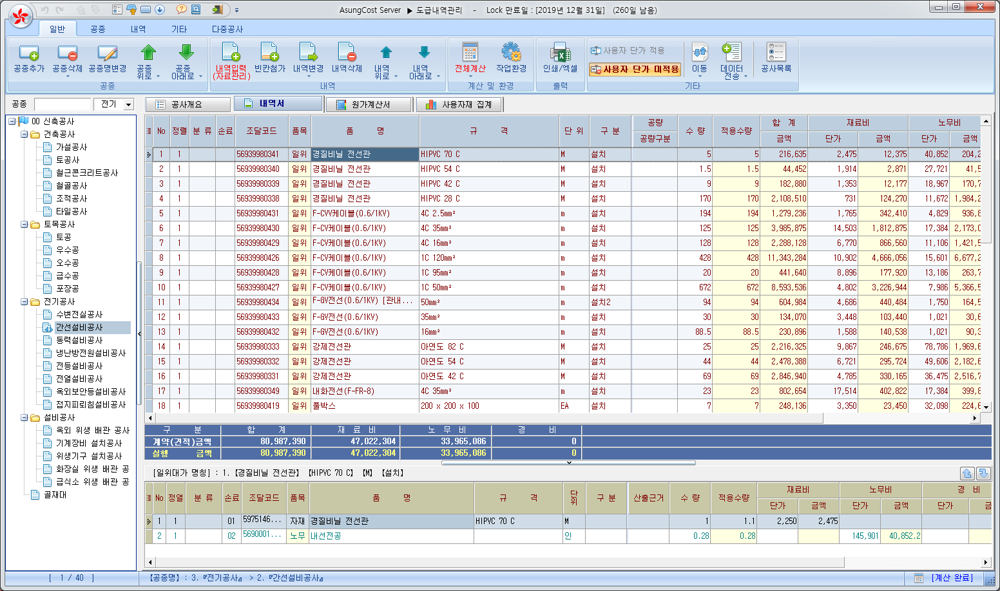 AsungCost Server ▶ 도급내역관리 - Lock 만료일 : [2019년 12월 31일] (260일 남음)
일반 공종 내역 기타 다중공사
공종추가 공종삭제 공종명변경 공종 위로 공종 아래로
공종
내역입력 (자료관리) 빈칸첨가 내역변경 내역삭제 내역 위로 내역 아래로
내역
전체계산 작업환경
계산 및 환경
인쇄/엑셀
출력
사용자 단가 적용
사용자 단가 미적용
이동 데이터 전송 공사목록
기타
공종 전기
공사개요 내역서 원가계산서 사용자재 집계
00 신축공사
건축공사
가설공사
토공사
철근콘크리트공사
철골공사
조적공사
타일공사
토목공사
토공
우수공
오수공
급수공
포장공
전기공사
수변전실공사
간선설비공사
동력설비공사
냉난방전원설비공사
전등설비공사
전열설비공사
옥외보안등설비공사
접지피뢰침설비공사
설비공사
옥외 위생 배관 공사
기계장비 설치공사
위생기구 설치공사
화장실 위생 배관 공
급식소 위생 배관 공
골재대
No 정렬 분 류 손료 조달코드 품목 품 명 규 격 단 위 구 분 공량 수 량 적용수량 합 계 재료비 노무비
공량구분 금액 단가 금액 단가 금액
1 1 56939980341 일위 경질비닐 전선관 HIPVC 70 C M 설치 5 5 216,635 2,475 12,375 40,852 204,2
2 1 56939980340 일위 경질비닐 전선관 HIPVC 54 C M 설치 1.5 1.5 44,452 1,914 2,871 27,721 41,5
3 1 56939980339 일위 경질비닐 전선관 HIPVC 42 C M 설치 9 9 182,880 1,353 12,177 18,967 170,7
4 1 56939980338 일위 경질비닐 전선관 HIPVC 28 C M 설치 170 170 2,108,510 731 124,270 11,672 1,984,2
5 1 56939980431 일위 F-CVV케이블(0.6/1KV) 4C 2.5mm² m 설치 194 194 1,279,236 1,765 342,410 4,829 936,8
6 1 56939980430 일위 F-CV케이블(0.6/1KV) 4C 35mm² m 설치 125 125 3,985,875 14,503 1,812,875 17,384 2,173,0
7 1 56939980429 일위 F-CV케이블(0.6/1KV) 4C 16mm² m 설치 128 128 2,288,128 6,770 866,560 11,106 1,421,5
8 1 56939980426 일위 F-CV케이블(0.6/1KV) 1C 120mm² m 설치 428 428 11,343,284 10,902 4,666,056 15,601 6,677,2
9 1 56939980428 일위 F-CV케이블(0.6/1KV) 1C 95mm² m 설치 20 20 441,640 8,896 177,920 13,186 263,7
10 1 56939980427 일위 F-CV케이블(0.6/1KV) 1C 50mm² m 설치 672 672 8,593,536 4,802 3,226,944 7,986 5,366,5
11 1 56939980434 일위 F-GV전선(0.6/1KV) [관내... 50mm² m 설치2 94 94 604,984 4,686 440,484 1,750 164,5
12 1 56939980433 일위 F-GV전선(0.6/1KV) 35mm² m 설치 30 30 134,070 3,448 103,440 1,021 30,6
13 1 56939980432 일위 F-GV전선(0.6/1KV) 16mm² m 설치 88.5 88.5 230,896 1,588 140,538 1,021 90,3
14 1 56939980333 일위 강제전선관 아연도 82 C M 설치 25 25 2,216,325 9,867 246,675 78,786 1,969,6
15 1 56939980332 일위 강제전선관 아연도 54 C M 설치 44 44 2,478,388 6,721 295,724 49,606 2,182,6
16 1 56939980331 일위 강제전선관 아연도 42 C M 설치 69 69 2,846,940 4,785 330,165 36,475 2,516,7
17 1 56939980349 일위 내화전선(F-FR-8) 4C 35mm² m 설치 23 23 802,654 17,514 402,822 17,384 399,8
18 1 56939980419 일위 풀박스 200 x 200 x 100 EA 설치 7 7 248,136 3,350 23,450 32,098 224,6
구 분 합 계 재 료 비 노 무 비 경 비
계약(견적)금액 80,987,390 47,022,304 33,965,086 0
실행 금액 80,987,390 47,022,304 33,965,086 0
[일위대가 명칭] : 1. 【경질비닐 전선관】 【HIPVC 70 C】 【M】 【설치】
No 정열 분 류 손료 조달코드 품목 품 명 규 격 단 위 구 분 산출근거 수 량 적용수량 재료비 노무비 경 비
단가 금액 단가 금액 단가 금
1 1 01 5975146... 자재 경질비닐 전선관 HIPVC 70 C M 1 1.1 2,250 2,475
2 1 02 5690001... 노무 내선전공 인 0.28 0.28 145,901 40,852.2
[ 1 / 40 ] 【공종명】 : 3. 『전기공사』 > 2. 『간선설비공사』 [계산 완료]